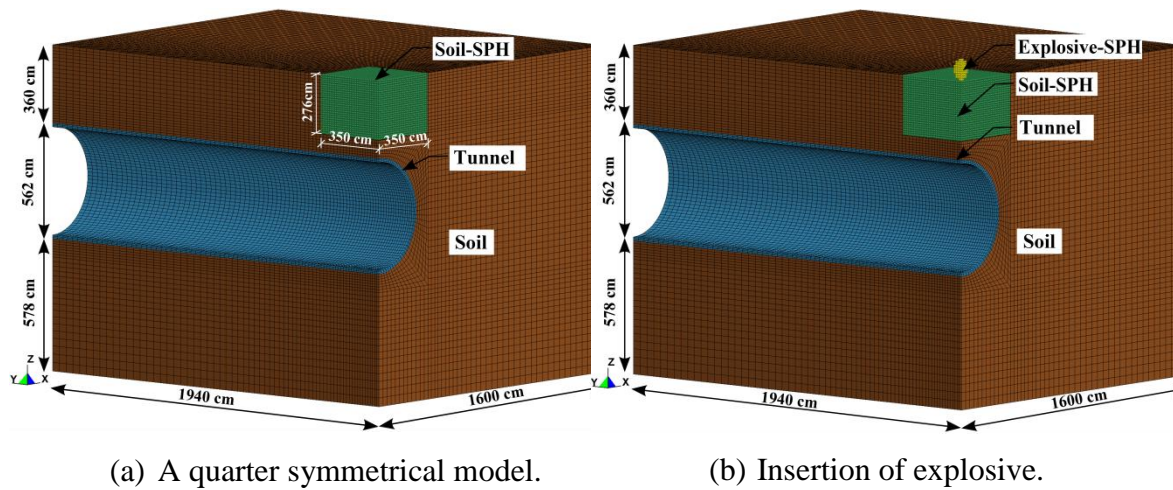 Soil-SPH
360 cm
276cm
350 cm
350 cm
Tunnel
562 cm
Soil
578 cm
Z
Y
X
1940 cm
1600 cm
(a) A quarter symmetrical model.
Explosive-SPH
Soil-SPH
360 cm
Tunnel
562 cm
Soil
578 cm
Z
Y
X
1940 cm
1600 cm
(b) Insertion of explosive.